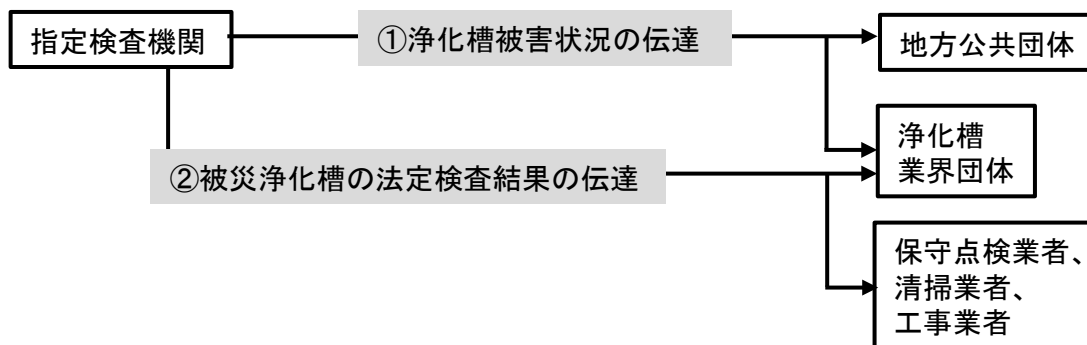 指定検査機関
①浄化槽被害状況の伝達
地方公共団体
浄化槽
業界団体
②被災浄化槽の法定検査結果の伝達
保守点検業者、
清掃業者、
工事業者